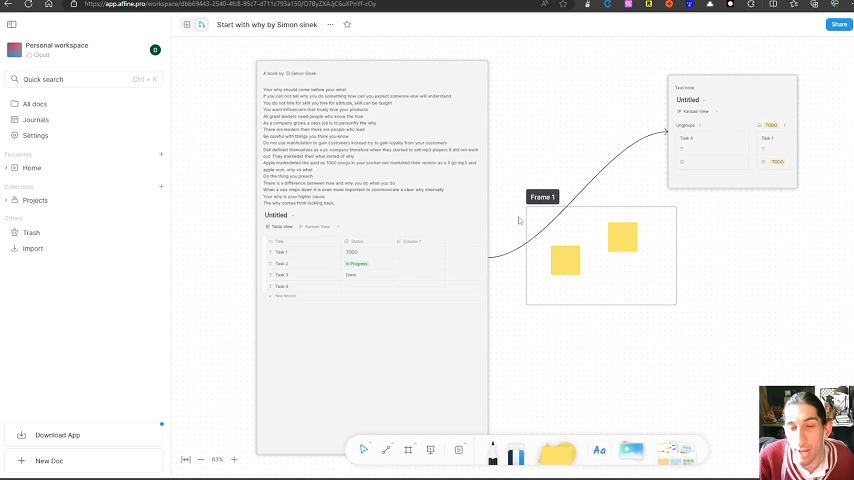 https://app.affine.pro/workspace/dbb69443-2540-4fc8-95c7-d711c793a150/O7ByZXAJjC6uXPnYf-cOy
Start with why by Simon sinek
Share
Personal workspace
Cloud
D
Quick search
Ctrl + K
All docs
Journals
Settings
Favourites
Home
Collections
Projects
Others
Trash
Import
Download App
New Doc
A book by Simon Sinek
Your why should come before your what
If you can not tell why you do something how can you expect someone else will understand
You do not hire for skill you hire for attitude, skill can be taught
You want influencers that truely love your products
All great leaders need people who know the how
As a company grows a ceos job is to personify the why
There are leaders then there are people who lead
Be careful with things you think you know
Do not use menibulation to gain customers instead try to gain loyalty from your customers
Dell defined themselves as a pc company therefore when they started to sell mp3 players it did not work
out. They markeded their what insted of why
Apple markedeted the ipod as 1000 songs in your pocket zen marketed their version as a 5 gb mp3 and
apple won, why vs what
Do the thing you preach
There is a difference between how and why you do what you do
When a ceo steps down it is even more important to communicate a clear why internally
Your why is your higher cause
The why comes from looking back.
Untitled
Table View
Kanban View
Title
Status
Column 1
Task 1
TODO
Task 2
In Progress
Task 3
Done
Task 4
New Record
Frame 1
Test note
Untitled
Kanban View
Ungroups
TODO
1
Task 4
Task 1
TODO
63%
Aa